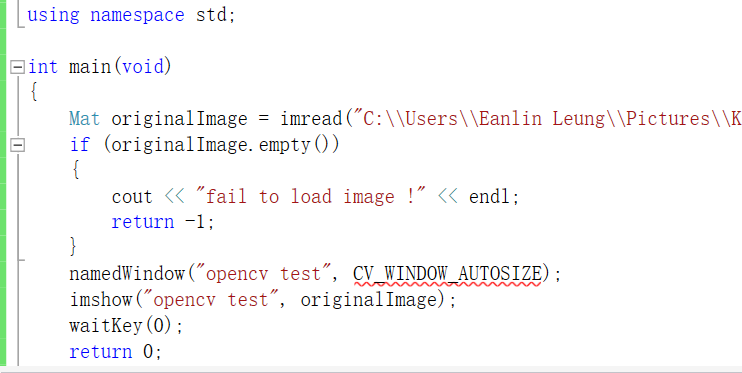 using namespace std;
int main(void)
{
Mat originalImage = imread("C:\\Users\\Eanlin Leung\\Pictures\\K
if (originalImage.empty())
{
cout << "fail to load image !" << endl;
return -1;
}
namedWindow("opencv test", CV_WINDOW_AUTOSIZE);
imshow("opencv test", originalImage);
waitKey(0);
return 0;